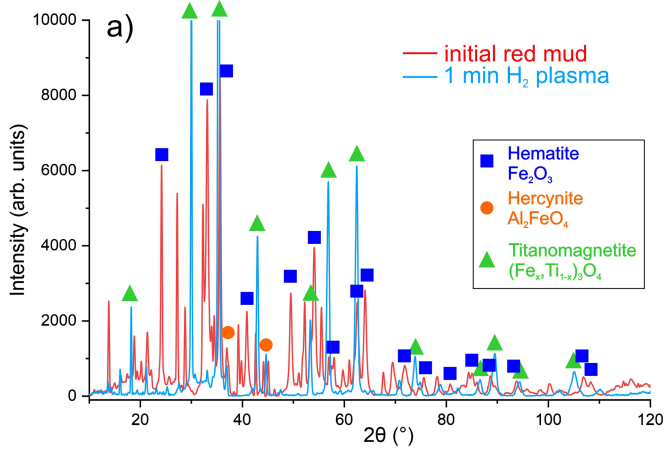 a)
initial red mud
1 min H₂ plasma
Hematite
Fe₂O₃
Hercynite
Al₂FeO₄
Titanomagnetite
(Feₓ,Ti₁₋ₓ)₃O₄
Intensity (arb. units)
10000
8000
6000
4000
2000
0
20 40 60 80 100 120
2θ (°)